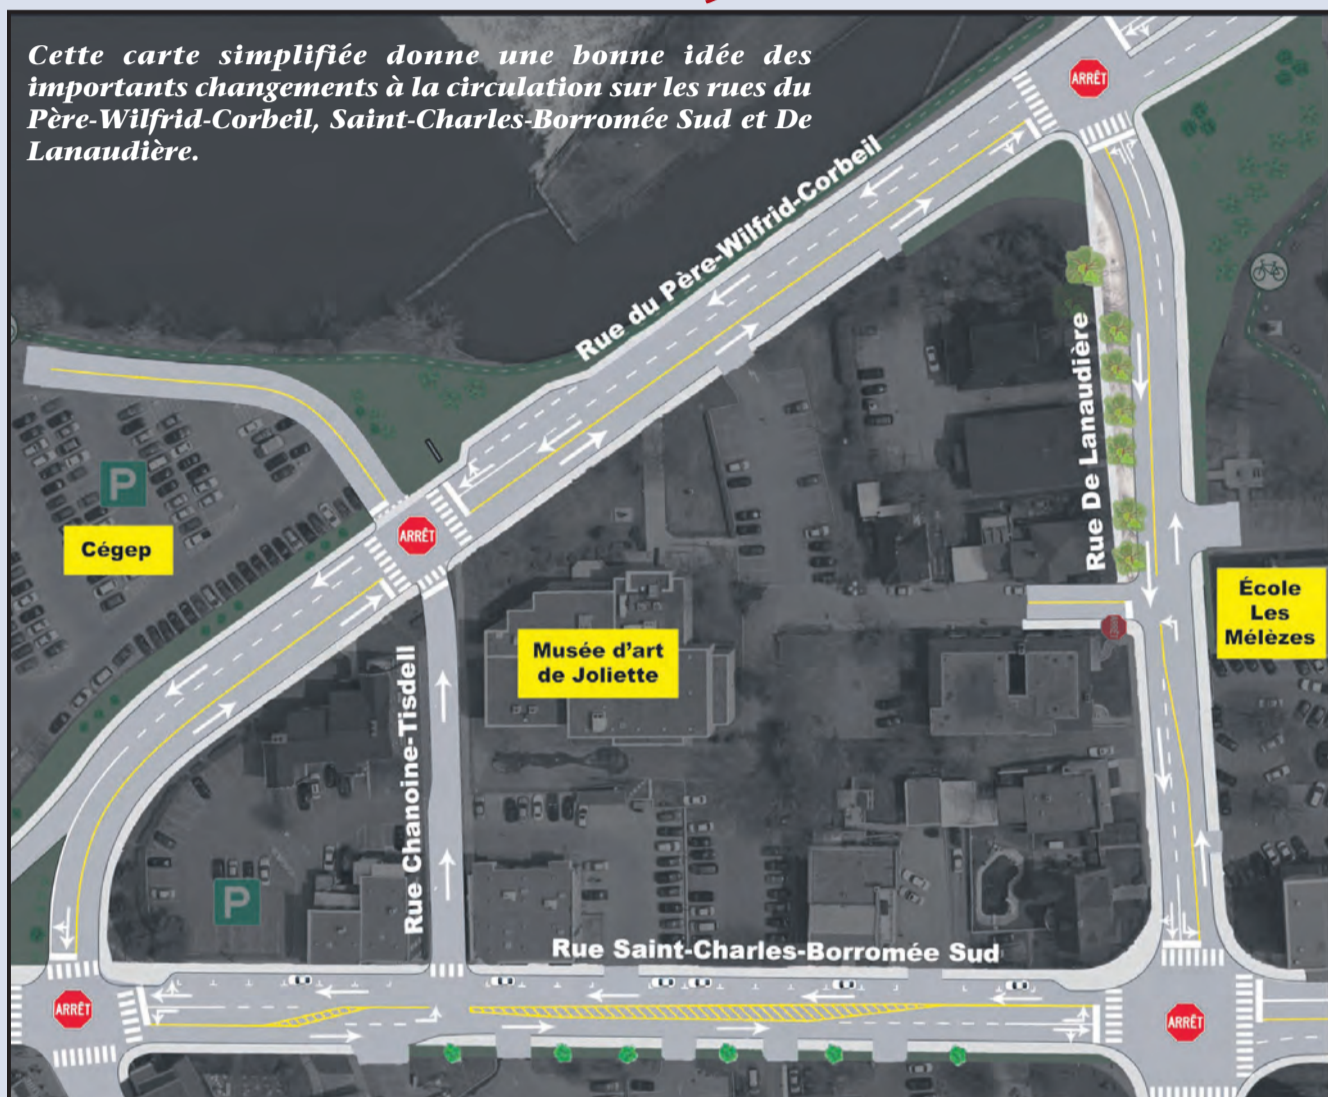 Cette carte simplifiée donne une bonne idée des
importants changements à la circulation sur les rues du
Père-Wilfrid-Corbeil, Saint-Charles-Borromée Sud et De
Lanaudière.
ARRÊT
Rue du Père-Wilfrid-Corbeil
Rue De Lanaudière
P
Cégep
ARRÊT
École
Les
Mélèzes
Musée d'art
de Joliette
Rue Chanoine-Tisdell
P
Rue Saint-Charles-Borromée Sud
ARRÊT
ARRÊT